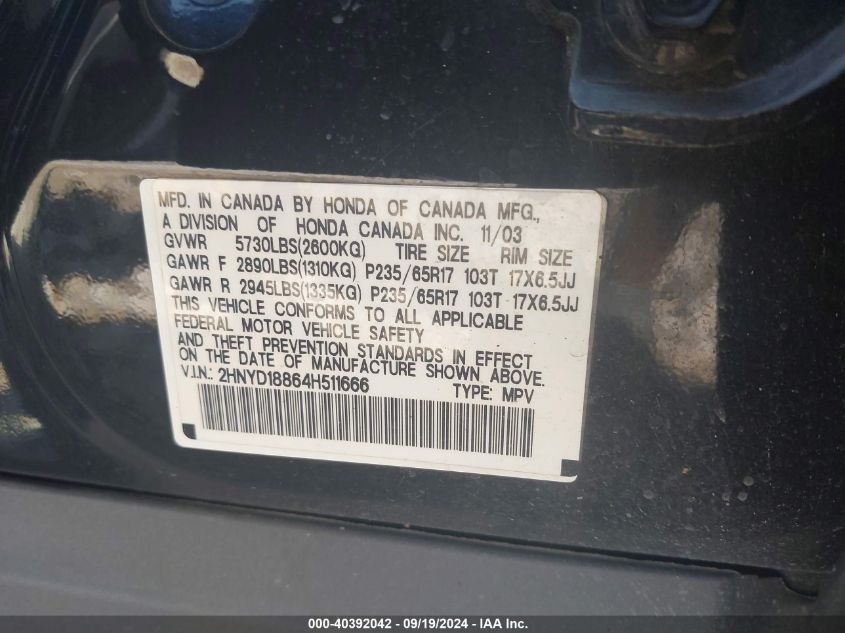 MFD. IN CANADA BY HONDA OF CANADA MFG.,
A DIVISION OF HONDA CANADA INC. 11/03
GVWR 5730LBS(2600KG) TIRE SIZE RIM SIZE
GAWR F 2890LBS(1310KG) P235/65R17 103T 17X6.5JJ
GAWR R 2945LBS(1335KG) P235/65R17 103T 17X6.5JJ
THIS VEHICLE CONFORMS TO ALL APPLICABLE
FEDERAL MOTOR VEHICLE SAFETY
AND THEFT PREVENTION STANDARDS IN EFFECT
ON THE DATE OF MANUFACTURE SHOWN ABOVE.
V.I.N.: 2HNYD18864H511666 TYPE: MPV
000-40392042 - 09/19/2024 - IAA Inc.